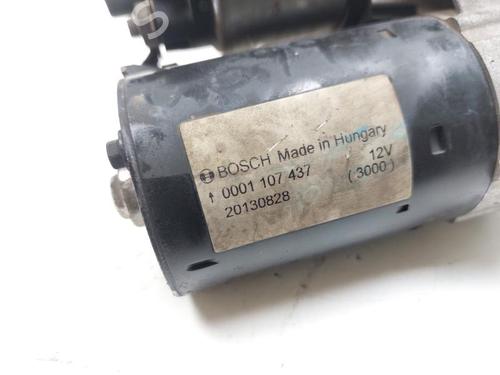 BOSCH Made in Hungary
0001 107 437 12V
20130828 (3000)